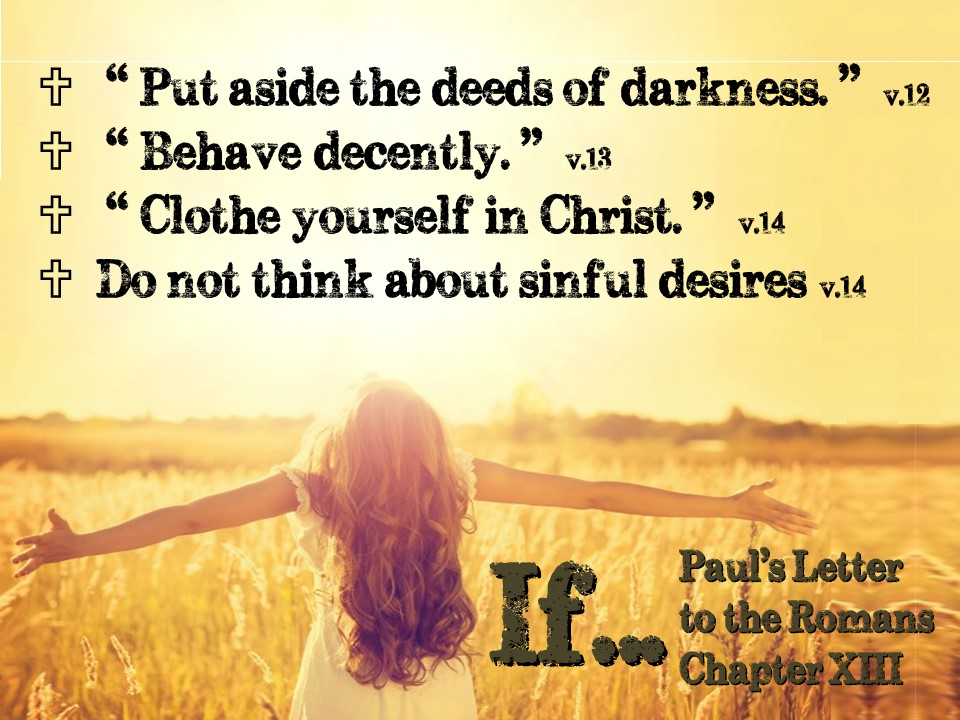 ✞ “ Put aside the deeds of darkness. ” v.12
✞ “ Behave decently. ” v.13
✞ “ Clothe yourself in Christ. ” v.14
✞ Do not think about sinful desires v.14
If...
Paul’s Letter
to the Romans
Chapter XIII